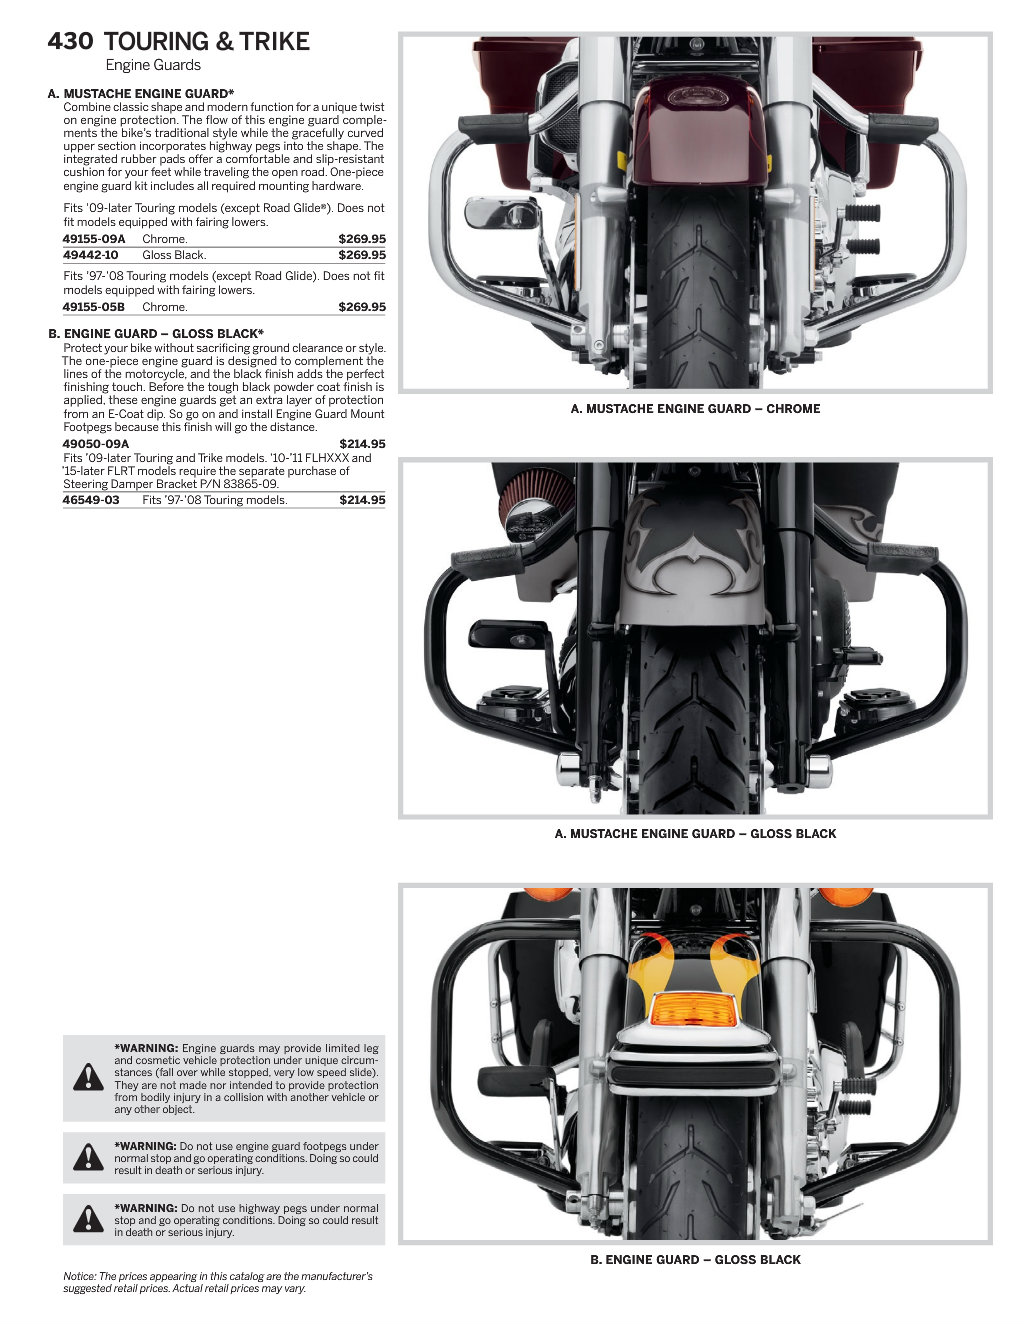 430 TOURING & TRIKE
Engine Guards
A. MUSTACHE ENGINE GUARD*
Combine classic shape and modern function for a unique twist
on engine protection. The flow of this engine guard comple-
ments the bike's traditional style while the gracefully curved
upper section incorporates highway pegs into the shape. The
integrated rubber pads offer a comfortable and slip-resistant
cushion for your feet while traveling the open road. One-piece
engine guard kit includes all required mounting hardware.
Fits '09-later Touring models (except Road Glide®). Does not
fit models equipped with fairing lowers.
49155-09A Chrome. $269.95
49442-10 Gloss Black. $269.95
Fits '97-'08 Touring models (except Road Glide). Does not fit
models equipped with fairing lowers.
49155-05B Chrome. $269.95
B. ENGINE GUARD – GLOSS BLACK*
Protect your bike without sacrificing ground clearance or style.
The one-piece engine guard is designed to complement the
lines of the motorcycle, and the black finish adds the perfect
finishing touch. Before the tough black powder coat finish is
applied, these engine guards get an extra layer of protection
from an E-Coat dip. So go on and install Engine Guard Mount
Footpegs because this finish will go the distance.
49050-09A $214.95
Fits '09-later Touring and Trike models. '10-'11 FLHXXX and
'15-later FLRT models require the separate purchase of
Steering Damper Bracket P/N 83865-09.
46549-03 Fits '97-'08 Touring models. $214.95
A. MUSTACHE ENGINE GUARD – CHROME
A. MUSTACHE ENGINE GUARD – GLOSS BLACK
B. ENGINE GUARD – GLOSS BLACK
*WARNING: Engine guards may provide limited leg
and cosmetic vehicle protection under unique circum-
stances (fall over while stopped, very low speed slide).
They are not made nor intended to provide protection
from bodily injury in a collision with another vehicle or
any other object.
*WARNING: Do not use engine guard footpegs under
normal stop and go operating conditions. Doing so could
result in death or serious injury.
*WARNING: Do not use highway pegs under normal
stop and go operating conditions. Doing so could result
in death or serious injury.
Notice: The prices appearing in this catalog are the manufacturer's
suggested retail prices. Actual retail prices may vary.